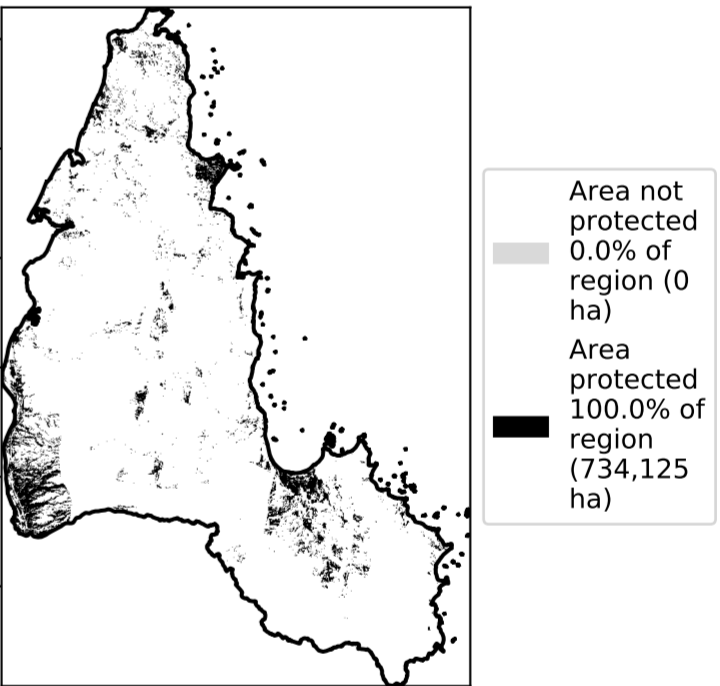 Area not
protected
0.0% of
region (0
ha)
Area
protected
100.0% of
region
(734,125
ha)